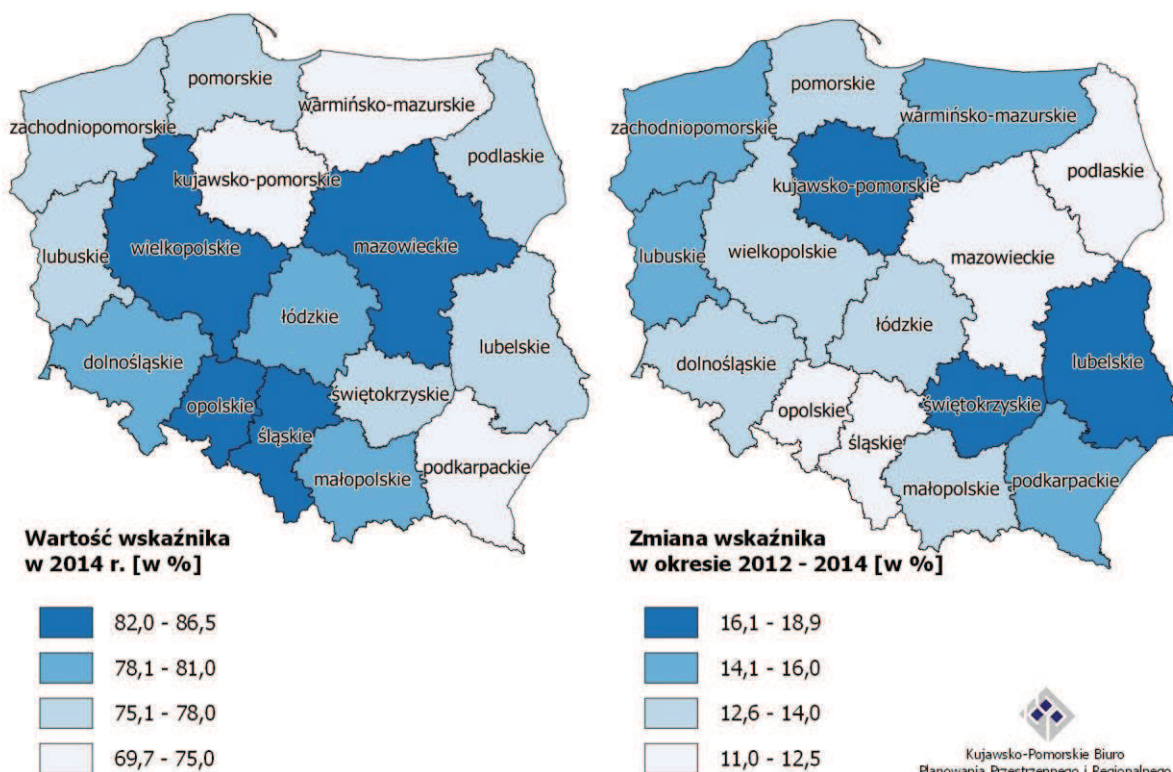 pomorskie
warmińsko-mazurskie
zachodniopomorskie
podlaskie
kujawsko-pomorskie
wielkopolskie
mazowieckie
lubuskie
łódzkie
lubelskie
dolnośląskie
świętokrzyskie
opolskie
śląskie
podkarpackie
małopolskie
Wartość wskaźnika
w 2014 r. [w %]
82,0 - 86,5
78,1 - 81,0
75,1 - 78,0
69,7 - 75,0
pomorskie
warmińsko-mazurskie
zachodniopomorskie
podlaskie
kujawsko-pomorskie
lubuskie
wielkopolskie
mazowieckie
łódzkie
dolnośląskie
lubelskie
opolskie
świętokrzyskie
śląskie
małopolskie
podkarpackie
Zmiana wskaźnika
w okresie 2012 - 2014 [w %]
16,1 - 18,9
14,1 - 16,0
12,6 - 14,0
11,0 - 12,5
Kujawsko-Pomorskie Biuro
Planowania Przestrzennego i Regionalnego